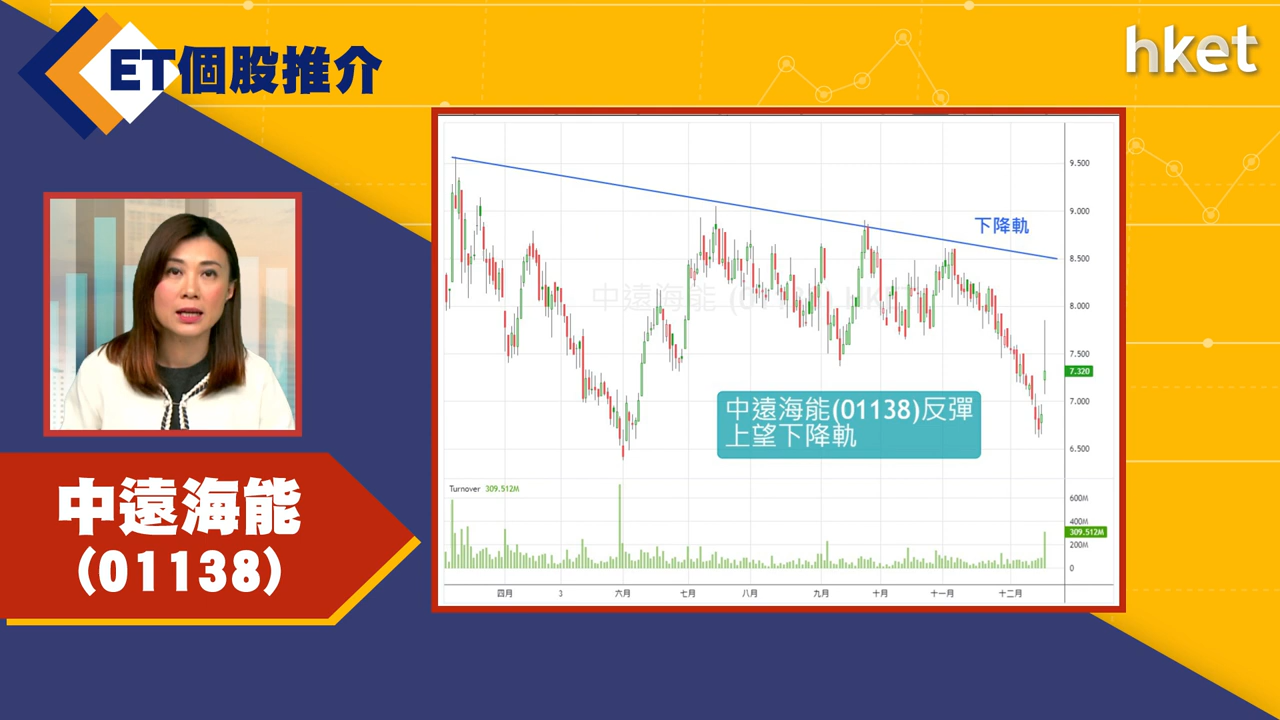 ET個股推介
hket
中遠海能
(01138)
9.500
9.000
下降軌
8.500
8.000
7.500
7.320
7.000
中遠海能(01138)反彈
上望下降軌
6.500
Turnover 309.512M
600M
400M
309.512M
200M
0
四月 3 六月 七月 八月 九月 十月 十一月 十二月